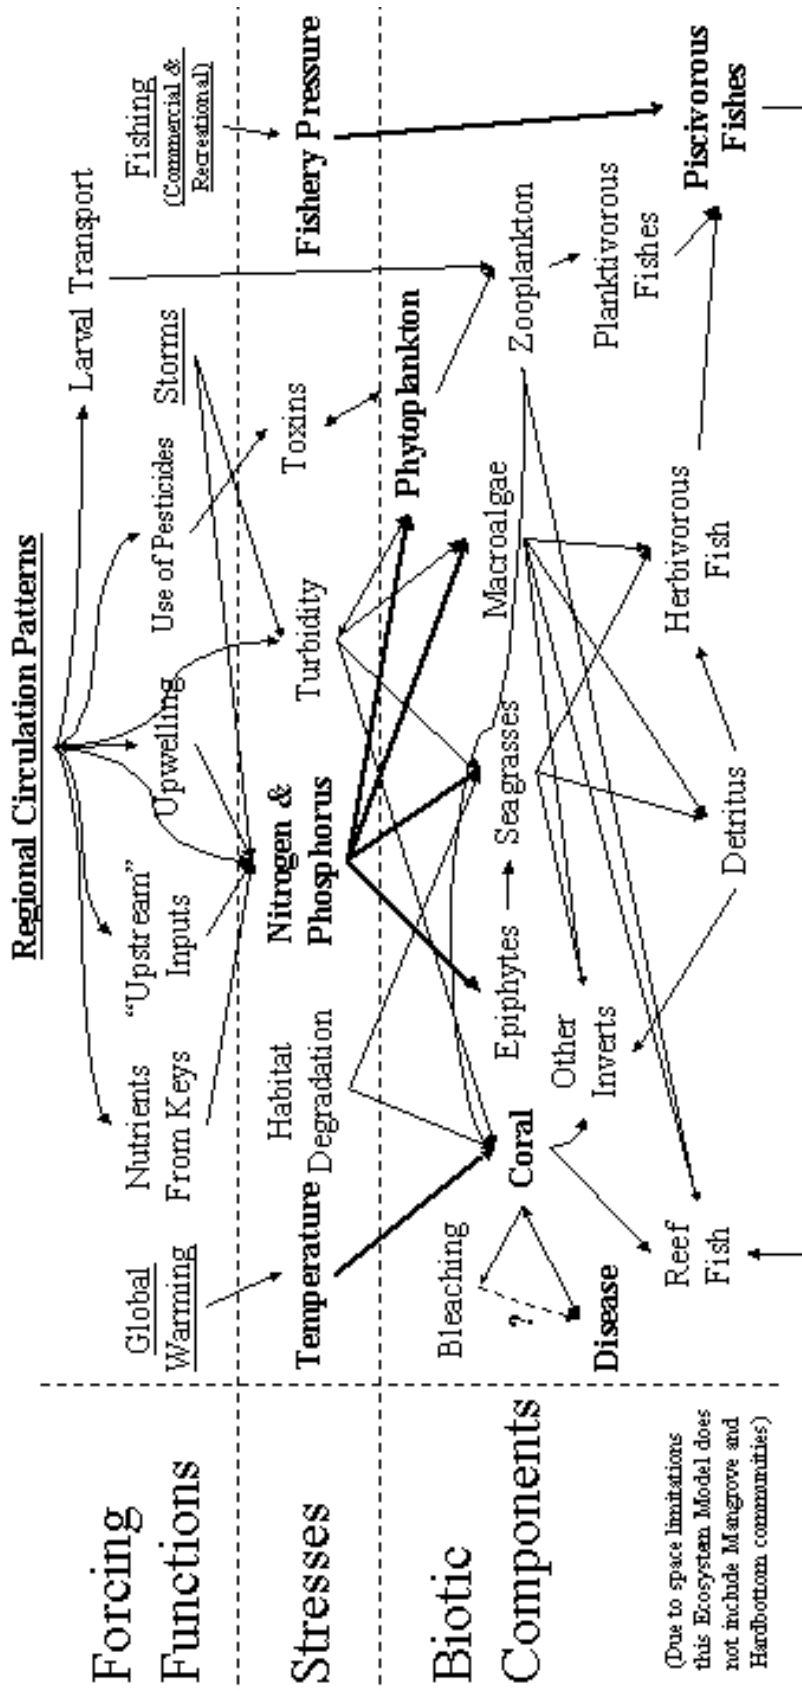 Regional Circulation Patterns
Forcing
Functions
Global
Warming
Nutrients
From Keys
“Upstream”
Inputs
Upwelling
Use of Pesticides
Storms
Larval Transport
Fishing
(Commercial &
Recreational)
Stresses
Temperature
Habitat
Degradation
Nitrogen &
Phosphorus
Turbidity
Toxins
Fishery Pressure
Biotic
Components
Bleaching
?
Disease
Coral
Epiphytes
Other
Inverts
Seagrasses
Macroalgae
Phytoplankton
Zooplankton
Planktivorous
Fishes
Piscivorous
Fishes
Reef
Fish
Detritus
Herbivorous
Fish
(Due to space limitations
this Ecosystem Model does
not include Mangrove and
Hardbottom communities)